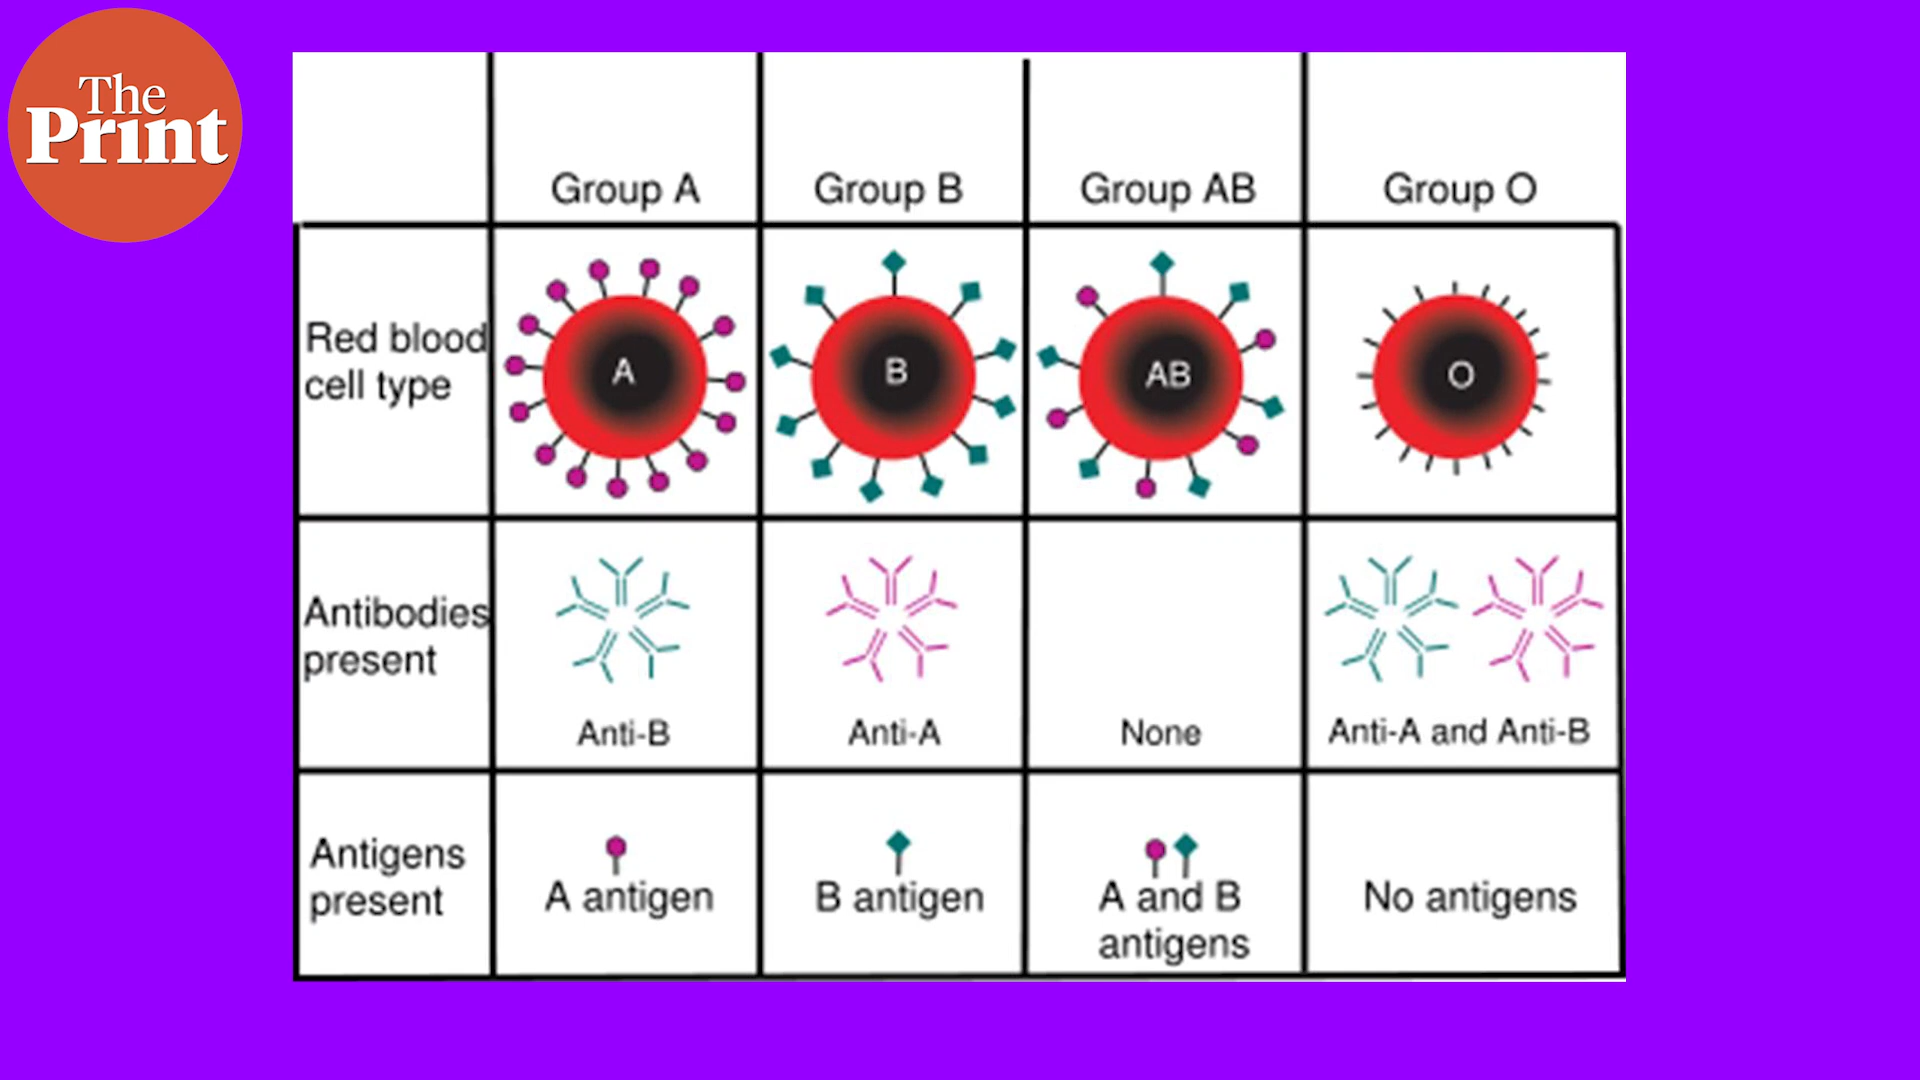 The
Print
Group A
Group B
Group AB
Group O
Red blood
cell type
A
B
AB
O
Antibodies
present
Anti-B
Anti-A
None
Anti-A and Anti-B
Antigens
present
A antigen
B antigen
A and B
antigens
No antigens